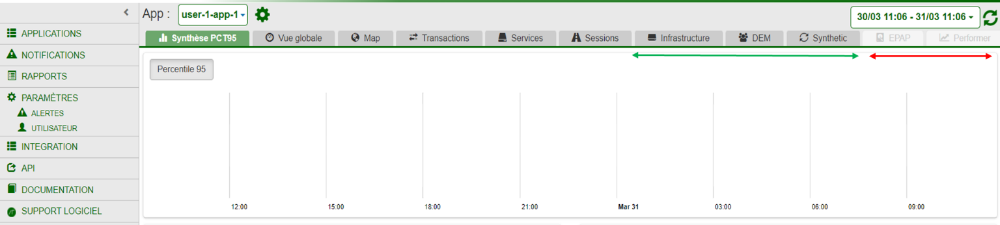 App : user-1-app-1
30/03 11:06 - 31/03 11:06
APPLICATIONS
NOTIFICATIONS
RAPPORTS
PARAMÈTRES
ALERTES
UTILISATEUR
INTEGRATION
API
DOCUMENTATION
SUPPORT LOGICIEL
Synthèse PCT95 Vue globale Map Transactions Services Sessions Infrastructure DEM Synthetic EPAP Performer
Percentile 95
12:00 15:00 18:00 21:00 Mar 31 03:00 06:00 09:00